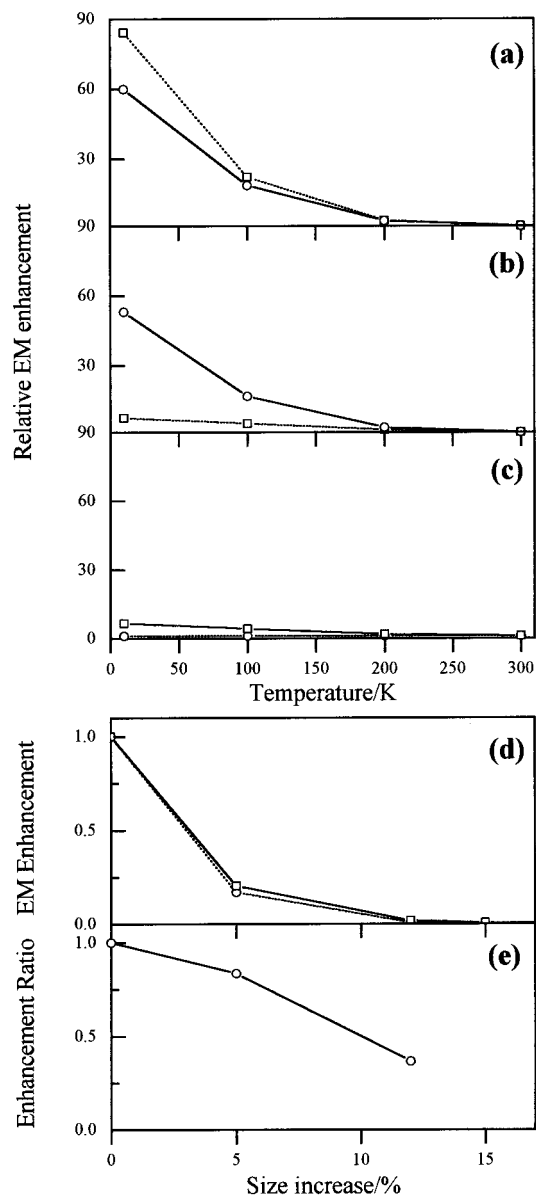 90
(a)
60
30
90
(b)
60
30
90
(c)
60
30
0
0 50 100 150 200 250 300
Temperature/K
Relative EM enhancement
1.0
(d)
0.5
0.0
EM Enhancement
1.0
(e)
0.5
0.0
Enhancement Ratio
0 5 10 15
Size increase/%